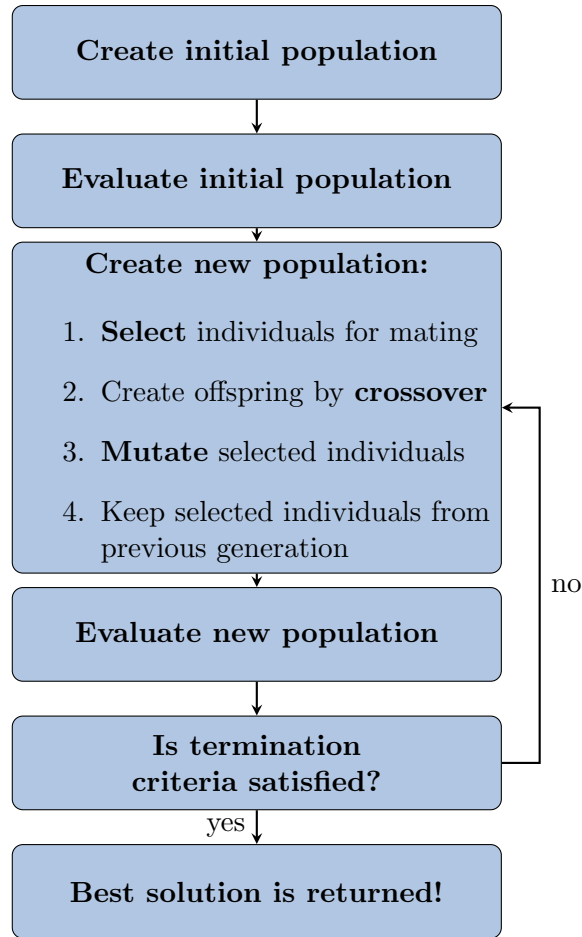 Create initial population
Evaluate initial population
Create new population:
1. Select individuals for mating
2. Create offspring by crossover
3. Mutate selected individuals
4. Keep selected individuals from
previous generation
no
Evaluate new population
Is termination
criteria satisfied?
yes
Best solution is returned!